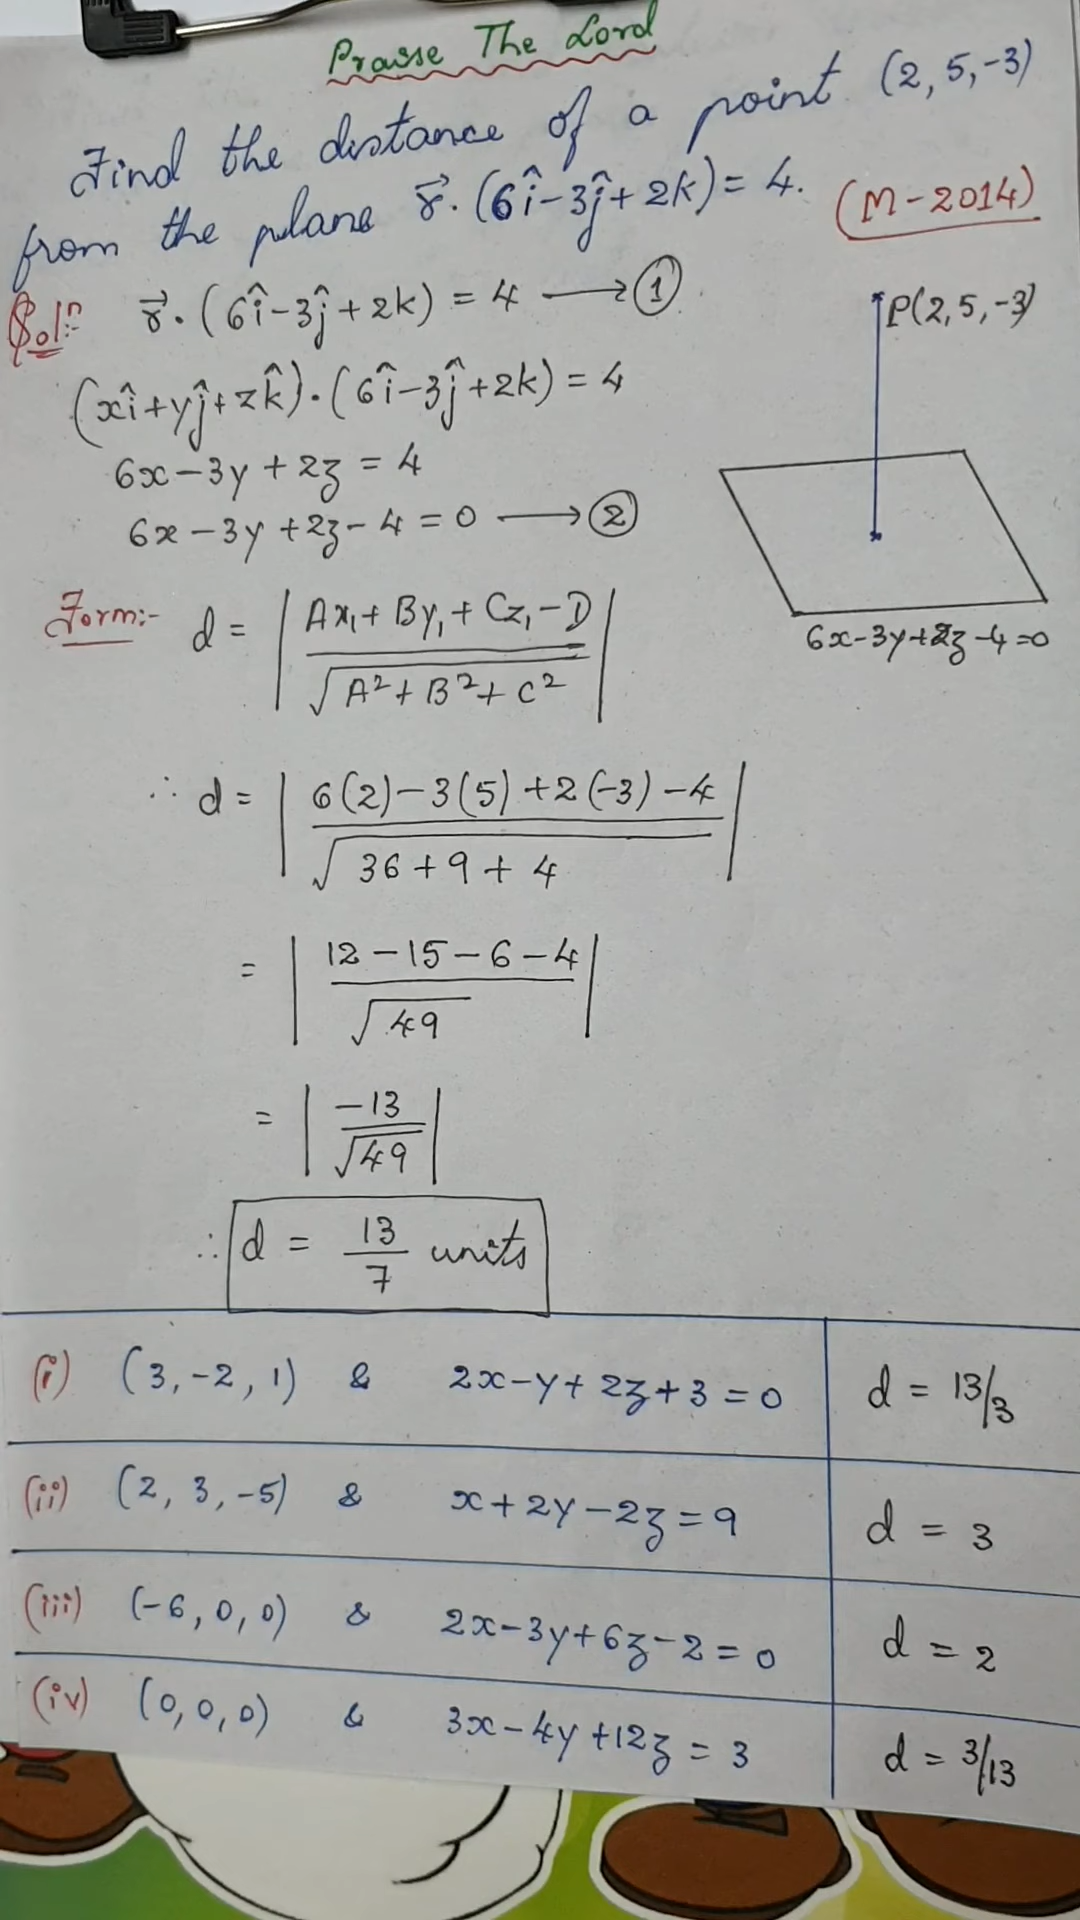 Praise The Lord
Find the distance of a point (2, 5, -3)
from the plane r⃗. (6î - 3ĵ + 2k) = 4. (M-2014)
Solⁿ:- r⃗. (6î - 3ĵ + 2k) = 4 ⟶ ①
(xî + yĵ + zk̂).(6î - 3ĵ + 2k) = 4
6x - 3y + 2z = 4
6x - 3y + 2z - 4 = 0 ⟶ ②
P(2, 5, -3)
6x - 3y + 2z - 4 = 0
Form:- d = | Ax₁ + By₁ + Cz₁ - D / √A² + B² + C² |
∴ d = | 6(2) - 3(5) + 2(-3) - 4 / √36 + 9 + 4 |
= | 12 - 15 - 6 - 4 / √49 |
= | -13 / √49 |
∴ d = 13/7 units
(i) (3, -2, 1) & 2x - y + 2z + 3 = 0 d = 13/3
(ii) (2, 3, -5) & x + 2y - 2z = 9 d = 3
(iii) (-6, 0, 0) & 2x - 3y + 6z - 2 = 0 d = 2
(iv) (0, 0, 0) & 3x - 4y + 12z = 3 d = 3/13